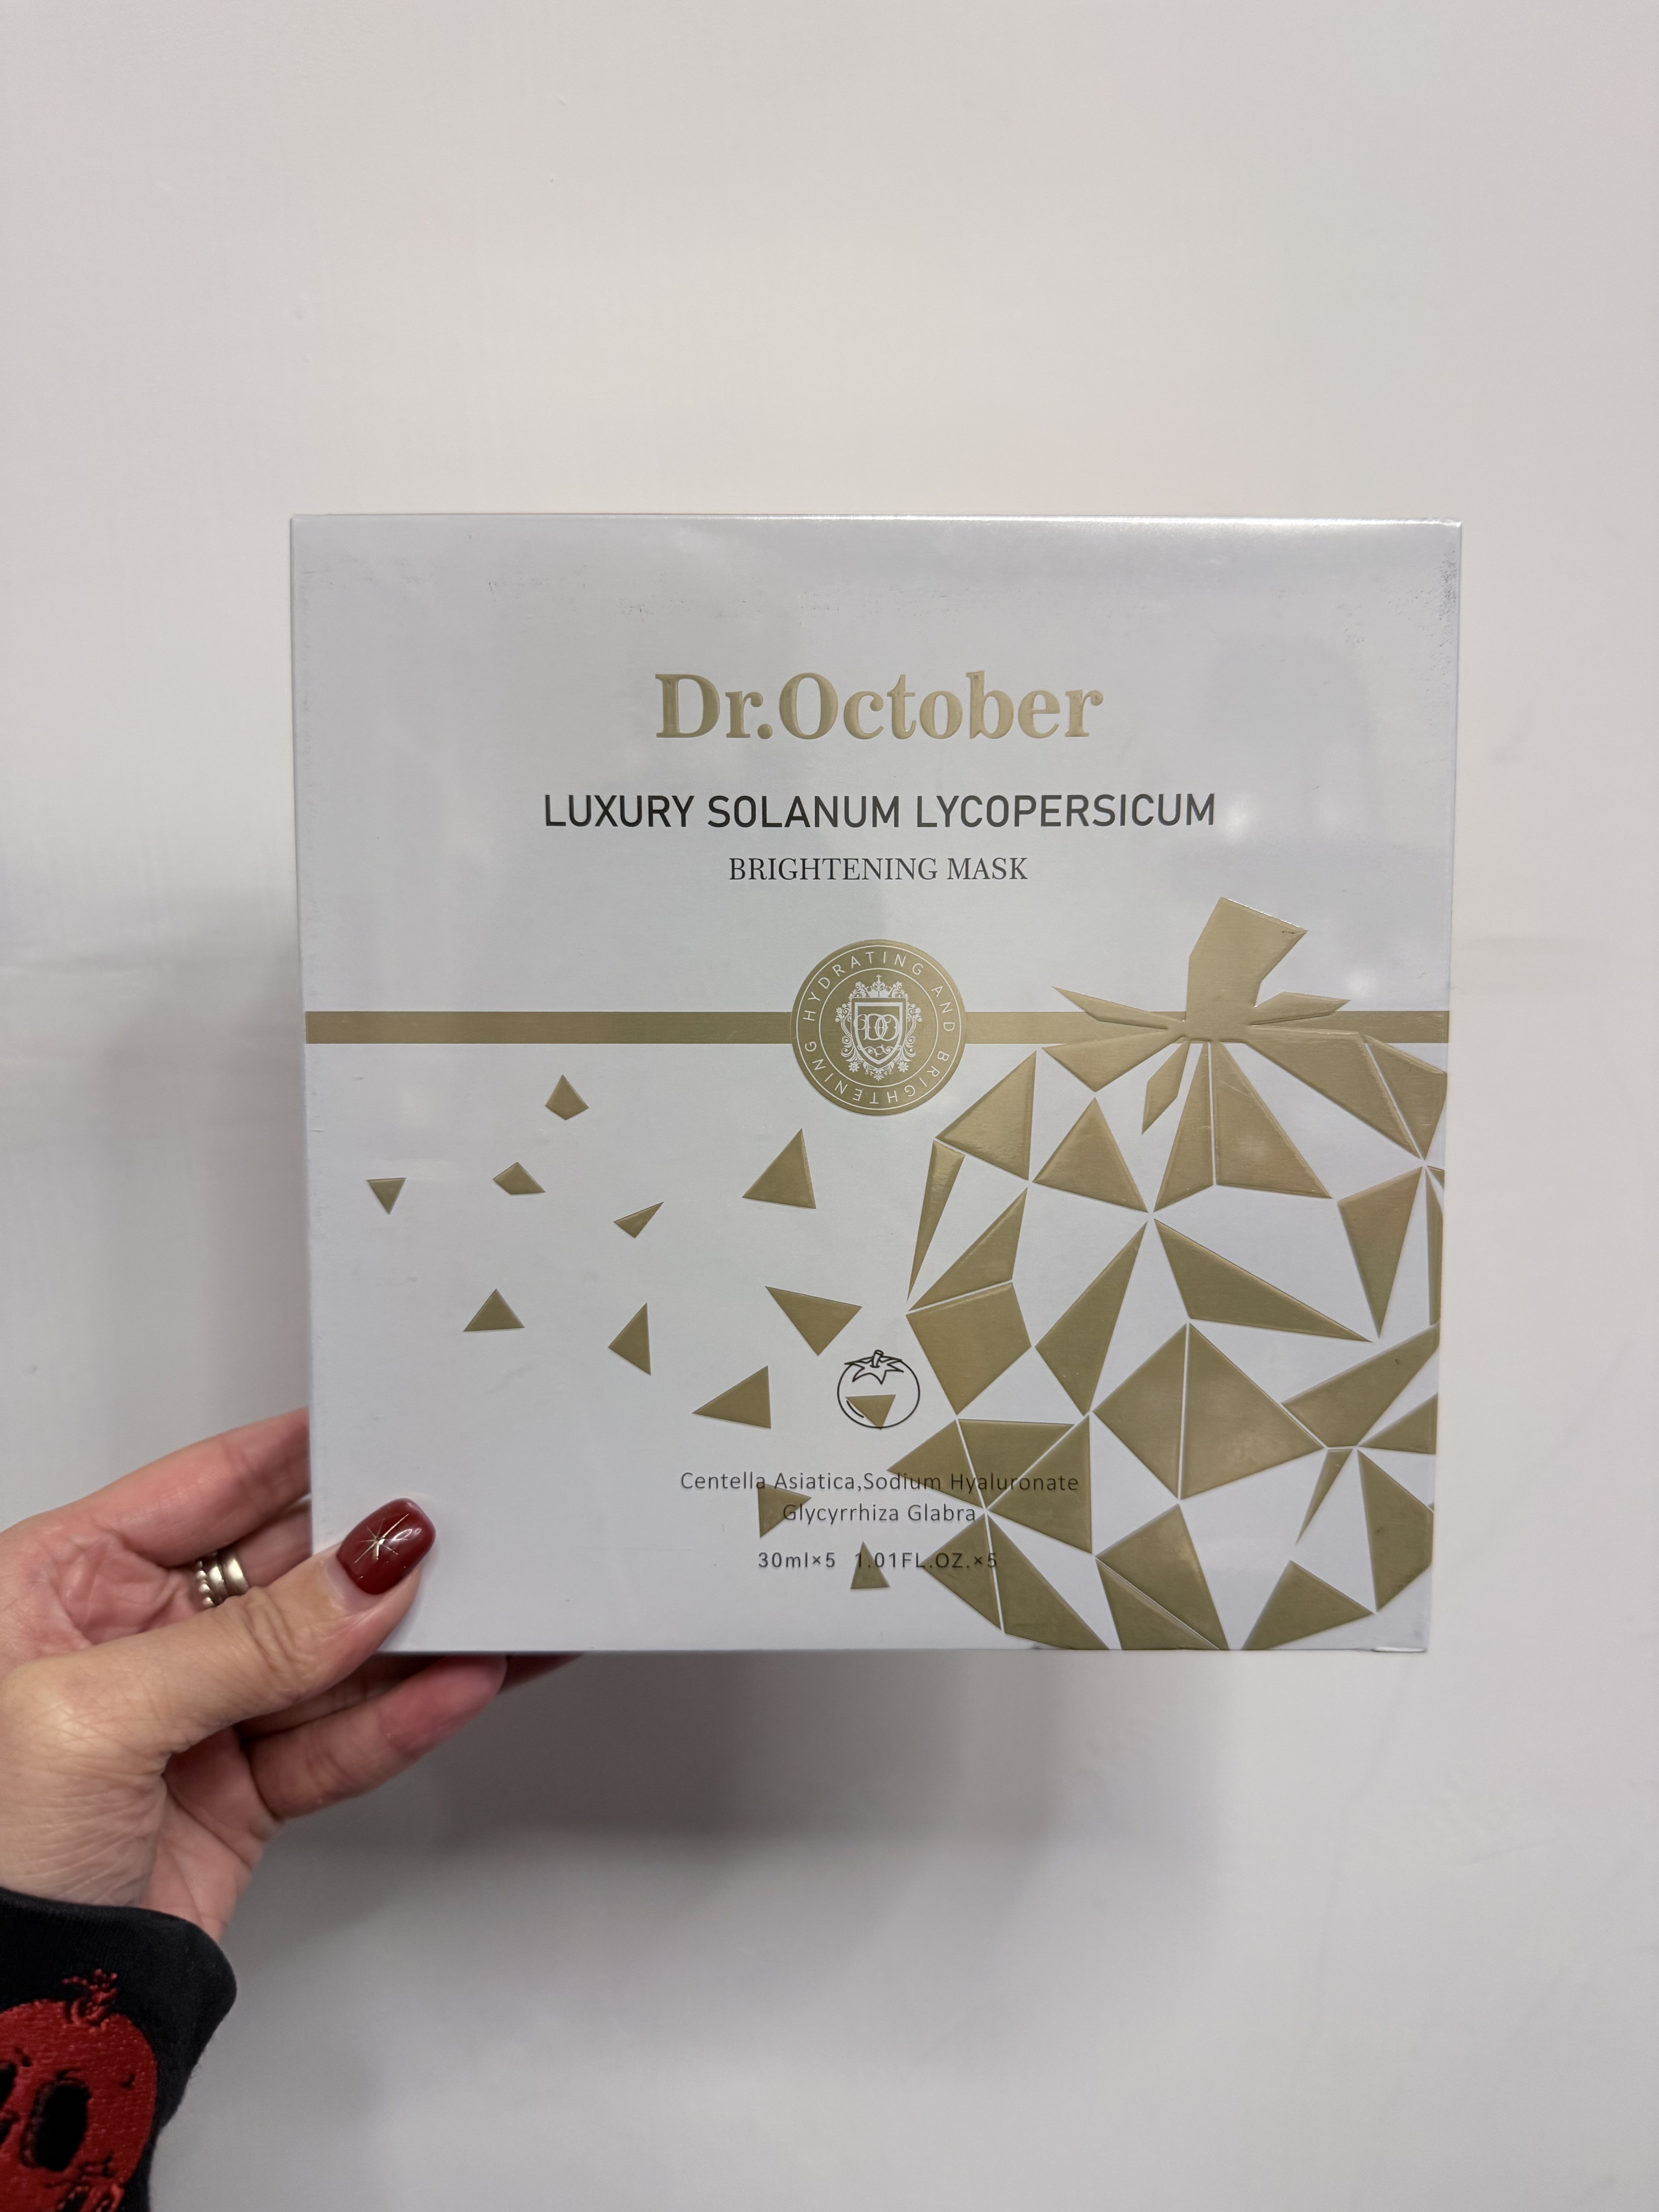 Dr.October
LUXURY SOLANUM LYCOPERSICUM
BRIGHTENING MASK
HYDRATING AND BRIGHTENING
Centella Asiatica,Sodium Hyaluronate
Glycyrrhiza Glabra
30ml×5 1.01FL.OZ.×5